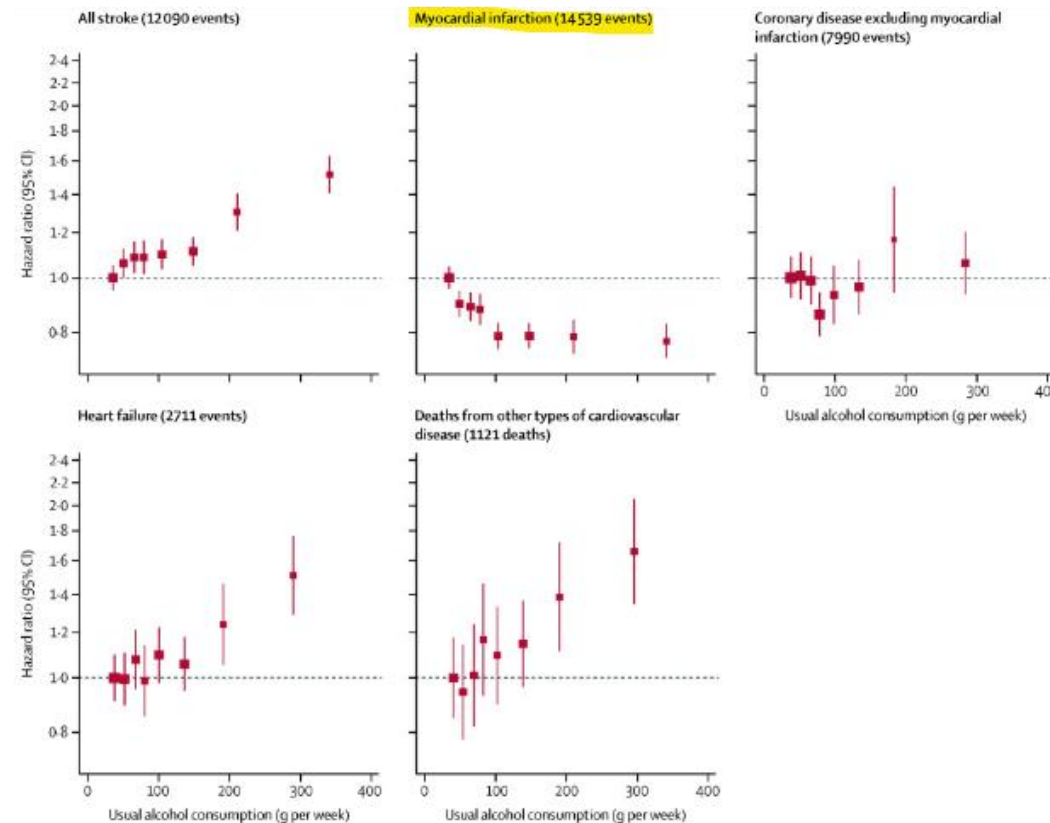 All stroke (12090 events)
Myocardial infarction (14539 events)
Coronary disease excluding myocardial
infarction (7990 events)
Hazard ratio (95% CI)
2·4
2·2
2·0
1·8
1·6
1·4
1·2
1·0
0·8
0 100 200 300 400
Usual alcohol consumption (g per week)
Heart failure (2711 events)
Deaths from other types of cardiovascular
disease (1121 deaths)
Hazard ratio (95% CI)
2·4
2·2
2·0
1·8
1·6
1·4
1·2
1·0
0·8
0 100 200 300 400
Usual alcohol consumption (g per week)
0 100 200 300 400
Usual alcohol consumption (g per week)